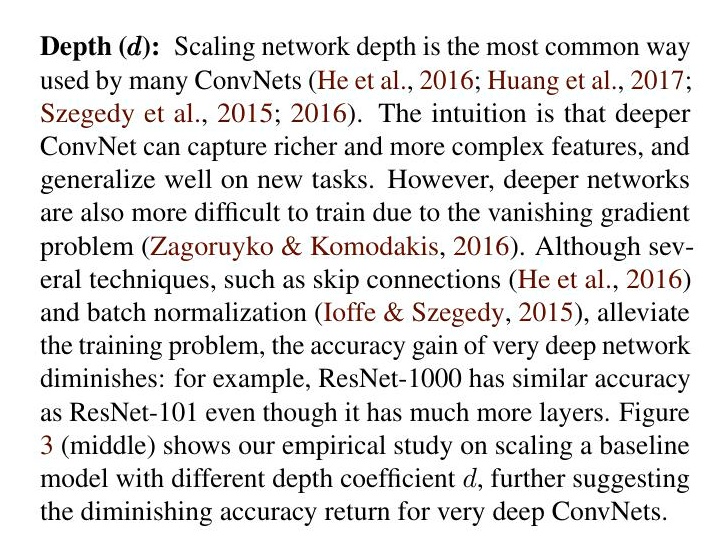 Depth (d): Scaling network depth is the most common way
used by many ConvNets (He et al., 2016; Huang et al., 2017;
Szegedy et al., 2015; 2016). The intuition is that deeper
ConvNet can capture richer and more complex features, and
generalize well on new tasks. However, deeper networks
are also more difficult to train due to the vanishing gradient
problem (Zagoruyko & Komodakis, 2016). Although sev-
eral techniques, such as skip connections (He et al., 2016)
and batch normalization (Ioffe & Szegedy, 2015), alleviate
the training problem, the accuracy gain of very deep network
diminishes: for example, ResNet-1000 has similar accuracy
as ResNet-101 even though it has much more layers. Figure
3 (middle) shows our empirical study on scaling a baseline
model with different depth coefficient d, further suggesting
the diminishing accuracy return for very deep ConvNets.